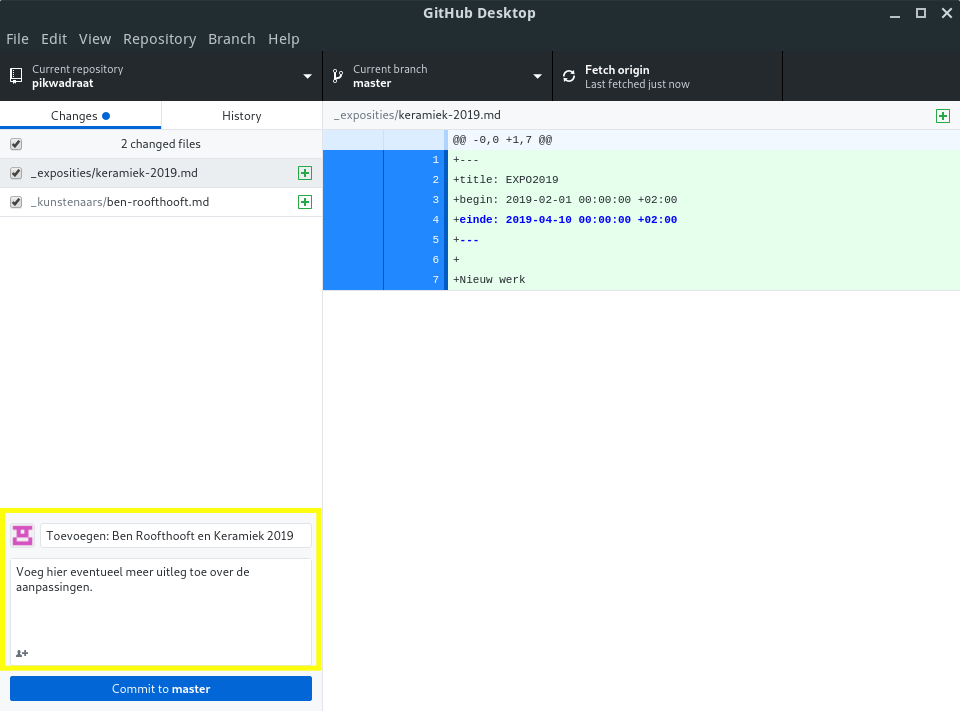 GitHub Desktop
File Edit View Repository Branch Help
Current repository
pikwadraat
Current branch
master
Fetch origin
Last fetched just now
Changes
History
2 changed files
_exposities/keramiek-2019.md
_kunstenaars/ben-roofthooft.md
_exposities/keramiek-2019.md
@@ -0,0 +1,7 @@
1 +---
2 +title: EXPO2019
3 +begin: 2019-02-01 00:00:00 +02:00
4 +einde: 2019-04-10 00:00:00 +02:00
5 +---
6 +
7 +Nieuw werk
Toevoegen: Ben Roofthooft en Keramiek 2019
Voeg hier eventueel meer uitleg toe over de
aanpassingen.
Commit to master